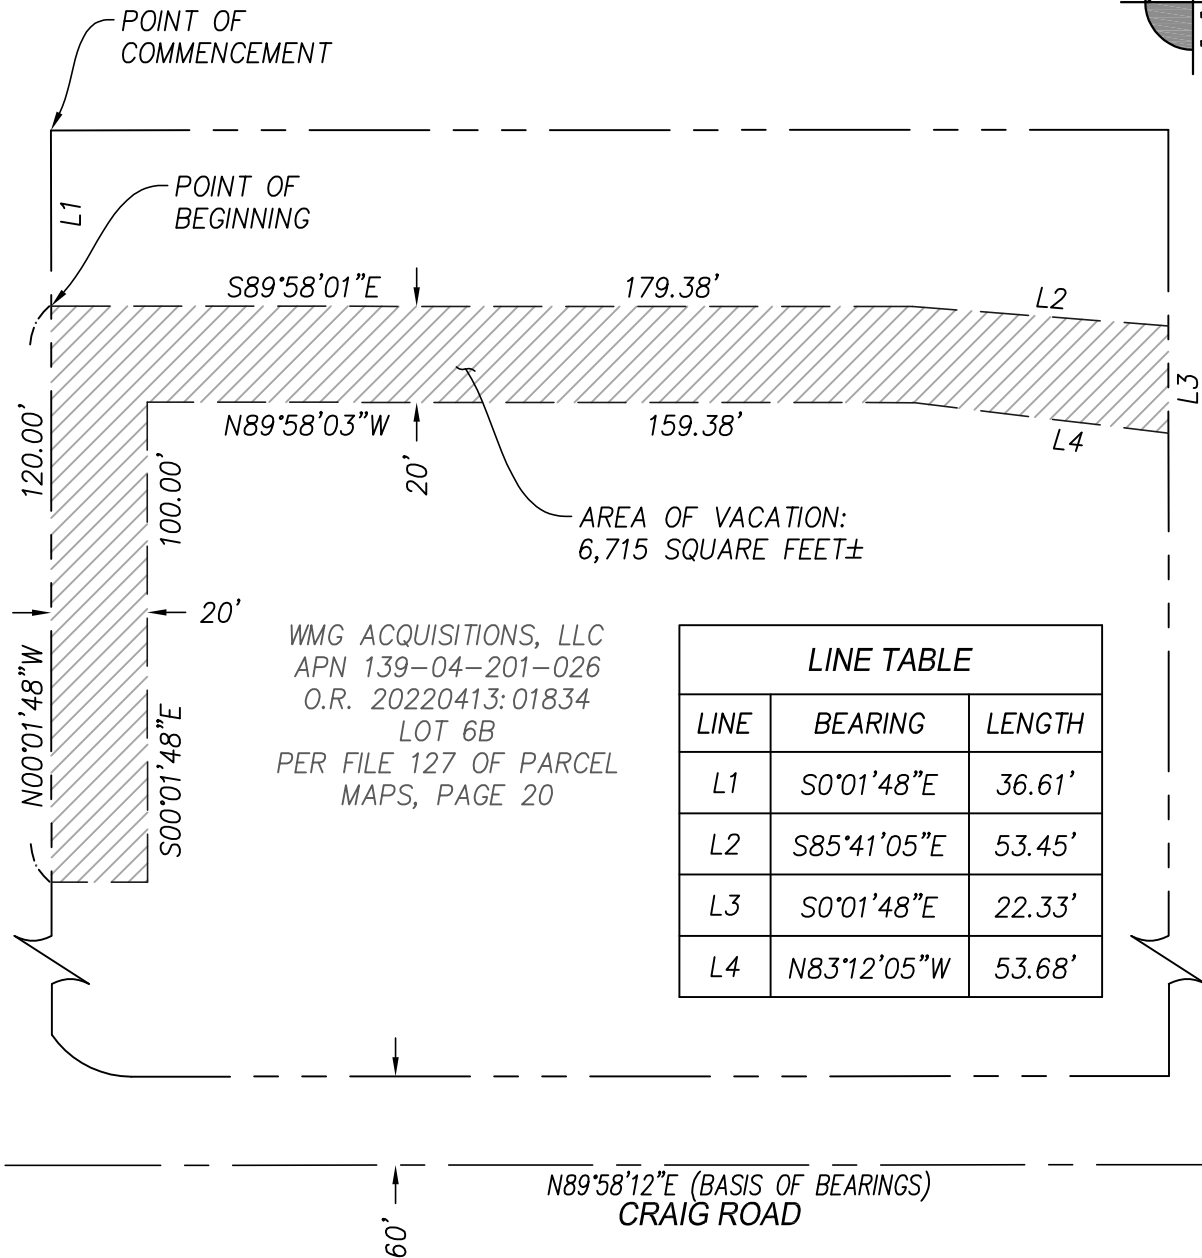 POINT OF
COMMENCEMENT
L1
POINT OF
BEGINNING
S89°58'01"E
179.38'
L2
L3
N89°58'03"W
159.38'
L4
20'
120.00'
100.00'
AREA OF VACATION:
6,715 SQUARE FEET±
20'
N00°01'48"W
S00°01'48"E
WMG ACQUISITIONS, LLC
APN 139-04-201-026
O.R. 20220413:01834
LOT 6B
PER FILE 127 OF PARCEL
MAPS, PAGE 20
LINE TABLE
LINE BEARING LENGTH
L1 S0°01'48"E 36.61'
L2 S85°41'05"E 53.45'
L3 S0°01'48"E 22.33'
L4 N83°12'05"W 53.68'
N89°58'12"E (BASIS OF BEARINGS)
CRAIG ROAD
60'